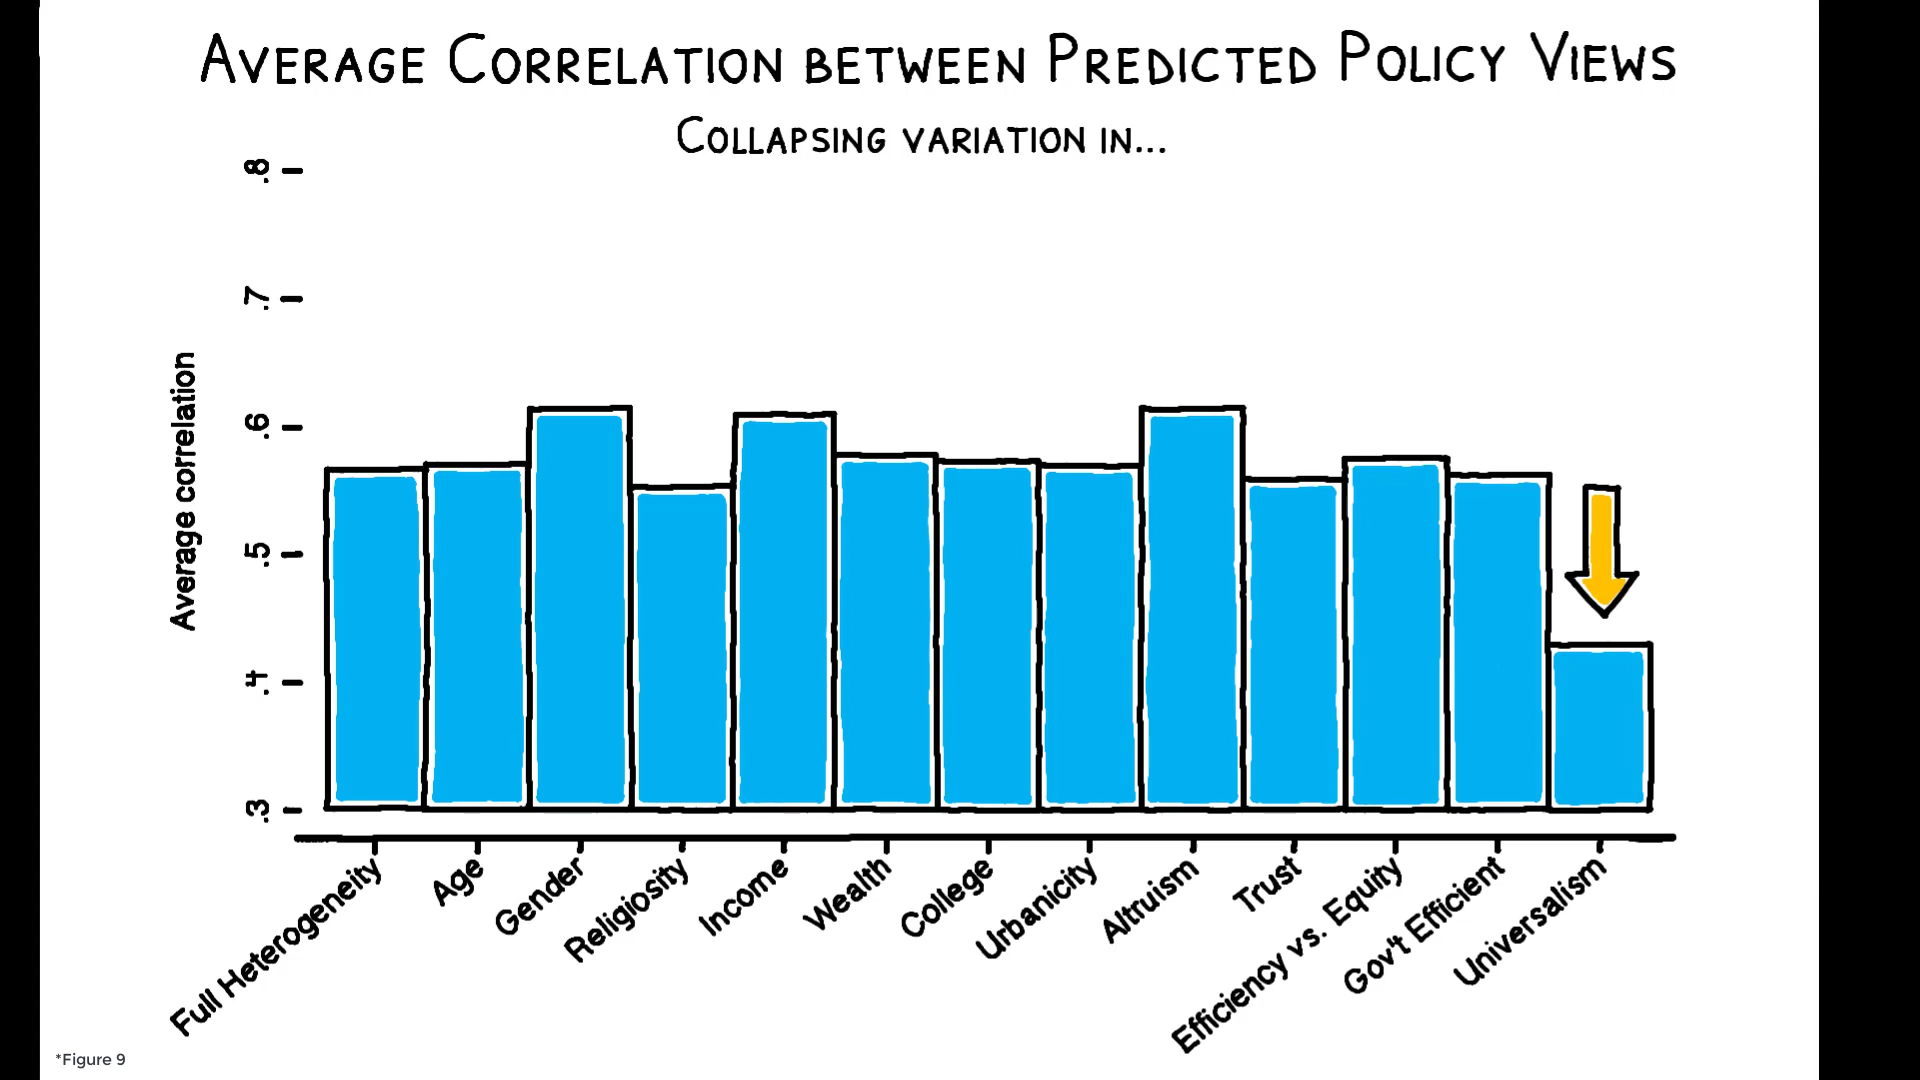 AVERAGE CORRELATION BETWEEN PREDICTED POLICY VIEWS
COLLAPSING VARIATION IN...
.8
.7
.6
.5
.4
.3
Average correlation
Full Heterogeneity
Age
Gender
Religiosity
Income
Wealth
College
Urbanicity
Altruism
Trust
Efficiency vs. Equity
Gov't Efficient
Universalism
*Figure 9